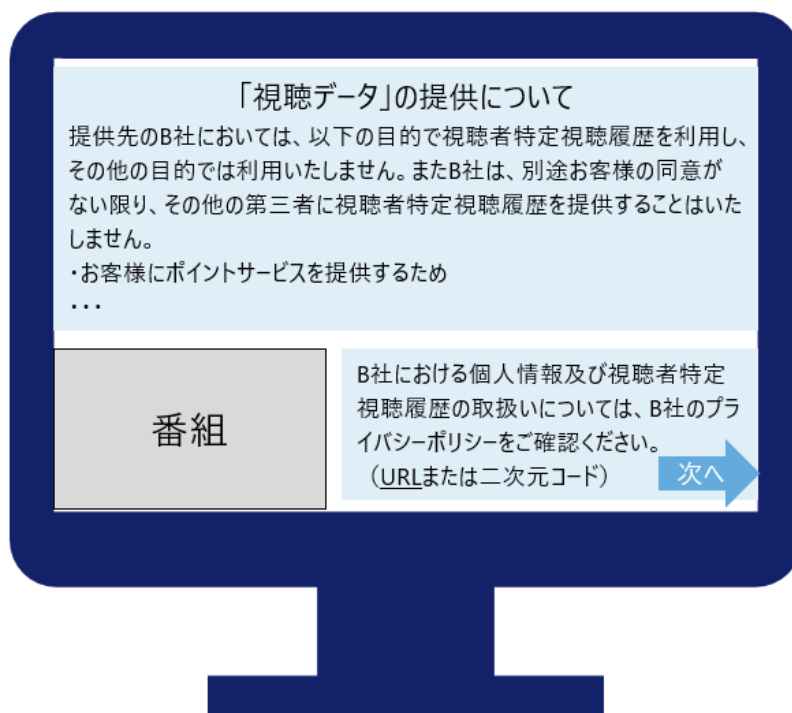 「視聴データ」の提供について
提供先のB社においては、以下の目的で視聴者特定視聴履歴を利用し、
その他の目的では利用いたしません。またB社は、別途お客様の同意が
ない限り、その他の第三者に視聴者特定視聴履歴を提供することはいた
しません。
・お客様にポイントサービスを提供するため
・・・
番組
B社における個人情報及び視聴者特定
視聴履歴の取扱いについては、B社のプラ
イバシーポリシーをご確認ください。
（URLまたは二次元コード）
次へ